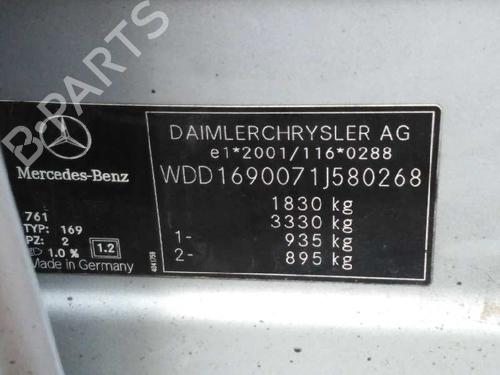 B-PARTS
Mercedes-Benz
761
TYP: 169
PZ: 2
1.0 % 1.2
Made in Germany
DAIMLERCHRYSLER AG
e1*2001/116*0288
WDD1690071J580268
1830 kg
3330 kg
1- 935 kg
2- 895 kg